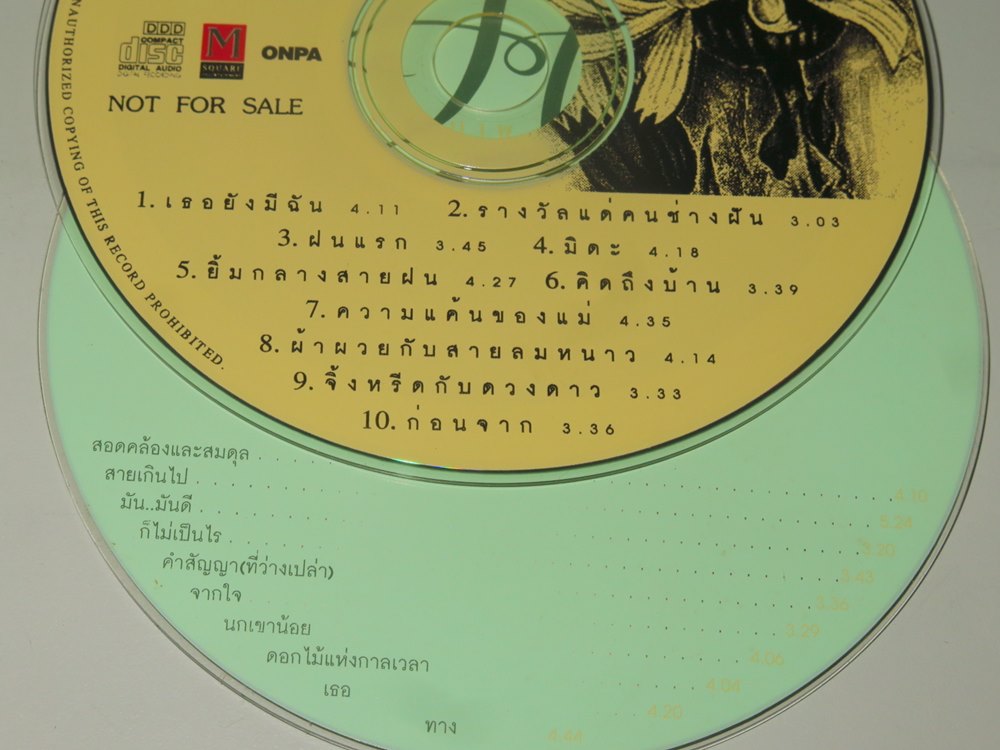 UNAUTHORIZED COPYING OF THIS RECORD PROHIBITED.
DDD
COMPACT
disc
DIGITAL AUDIO
DIGITAL RECORDING
M
SQUARE
ONPA
NOT FOR SALE
1. เธอยังมีฉัน 4.11 2. รางวัลแด่คนช่างฝัน 3.03
3. ฝนแรก 3.45 4. มิดะ 4.18
5. ยิ้มกลางสายฝน 4.27 6. คิดถึงบ้าน 3.39
7. ความแค้นของแม่ 4.35
8. ผ้าผวยกับสายลมหนาว 4.14
9. จิ้งหรีดกับดวงดาว 3.33
10. ก่อนจาก 3.36
สอดคล้องและสมดุล 4.10
สายเกินไป 5.24
มัน..มันดี 3.20
ก็ไม่เป็นไร 3.43
คำสัญญา(ที่ว่างเปล่า) 3.36
จากใจ 3.29
นกเขาน้อย 4.06
ดอกไม้แห่งกาลเวลา 4.04
เธอ 4.20
ทาง 4.44